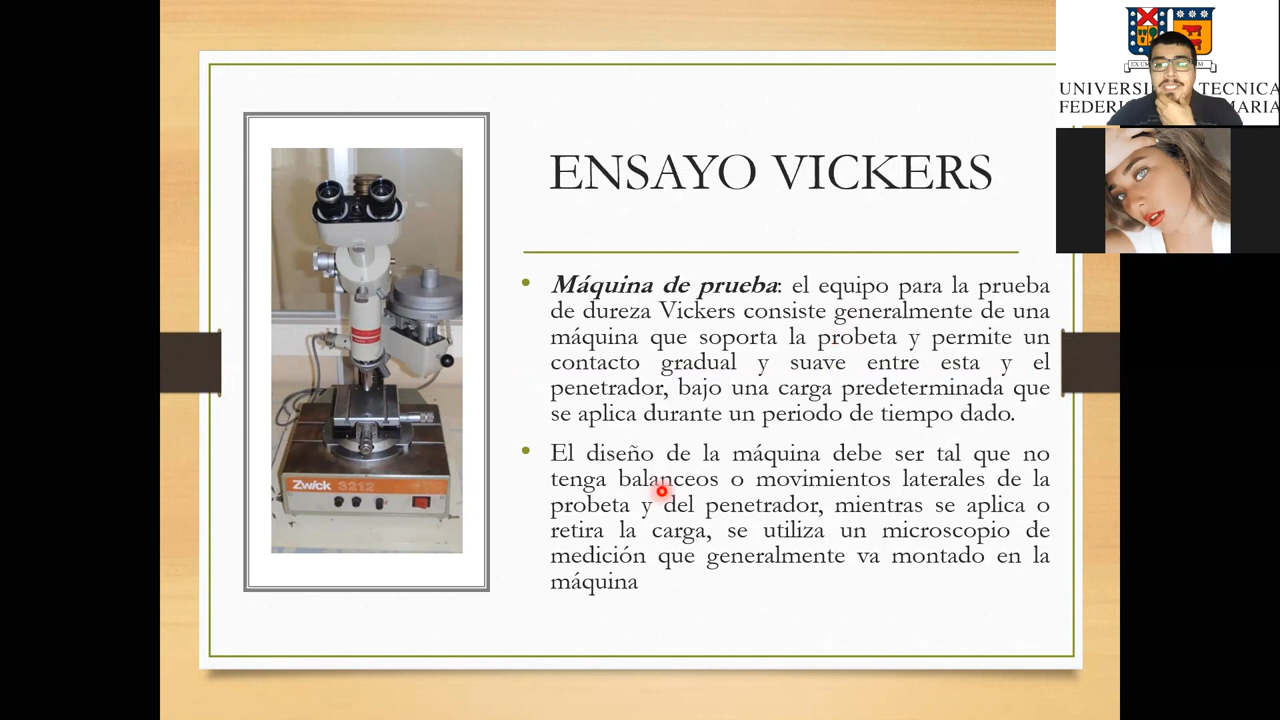 ENSAYO VICKERS
Máquina de prueba: el equipo para la prueba
de dureza Vickers consiste generalmente de una
máquina que soporta la probeta y permite un
contacto gradual y suave entre esta y el
penetrador, bajo una carga predeterminada que
se aplica durante un periodo de tiempo dado.
El diseño de la máquina debe ser tal que no
tenga balanceos o movimientos laterales de la
probeta y del penetrador, mientras se aplica o
retira la carga, se utiliza un microscopio de
medición que generalmente va montado en la
máquina
Zwick 3212
UNIVERSI TECNICA
FEDERI MARIA